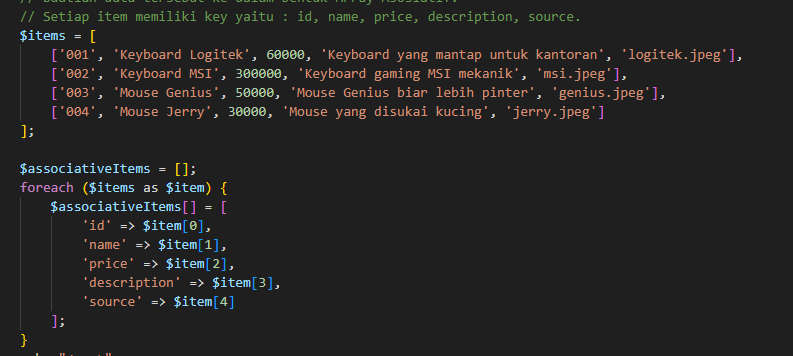 // Setiap item memiliki key yaitu : id, name, price, description, source.
$items = [
    ['001', 'Keyboard Logitek', 60000, 'Keyboard yang mantap untuk kantoran', 'logitek.jpeg'],
    ['002', 'Keyboard MSI', 300000, 'Keyboard gaming MSI mekanik', 'msi.jpeg'],
    ['003', 'Mouse Genius', 50000, 'Mouse Genius biar lebih pinter', 'genius.jpeg'],
    ['004', 'Mouse Jerry', 30000, 'Mouse yang disukai kucing', 'jerry.jpeg']
];

$associativeItems = [];
foreach ($items as $item) {
    $associativeItems[] = [
        'id' => $item[0],
        'name' => $item[1],
        'price' => $item[2],
        'description' => $item[3],
        'source' => $item[4]
    ];
}